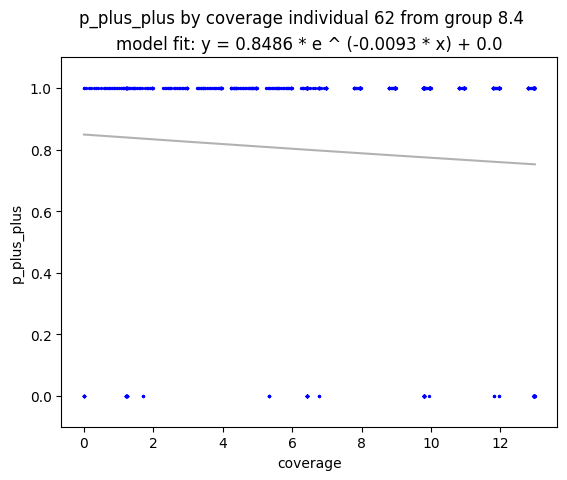 p_plus_plus by coverage individual 62 from group 8.4
model fit: y = 0.8486 * e ^ (-0.0093 * x) + 0.0
1.0
0.8
0.6
0.4
0.2
0.0
p_plus_plus
0 2 4 6 8 10 12
coverage